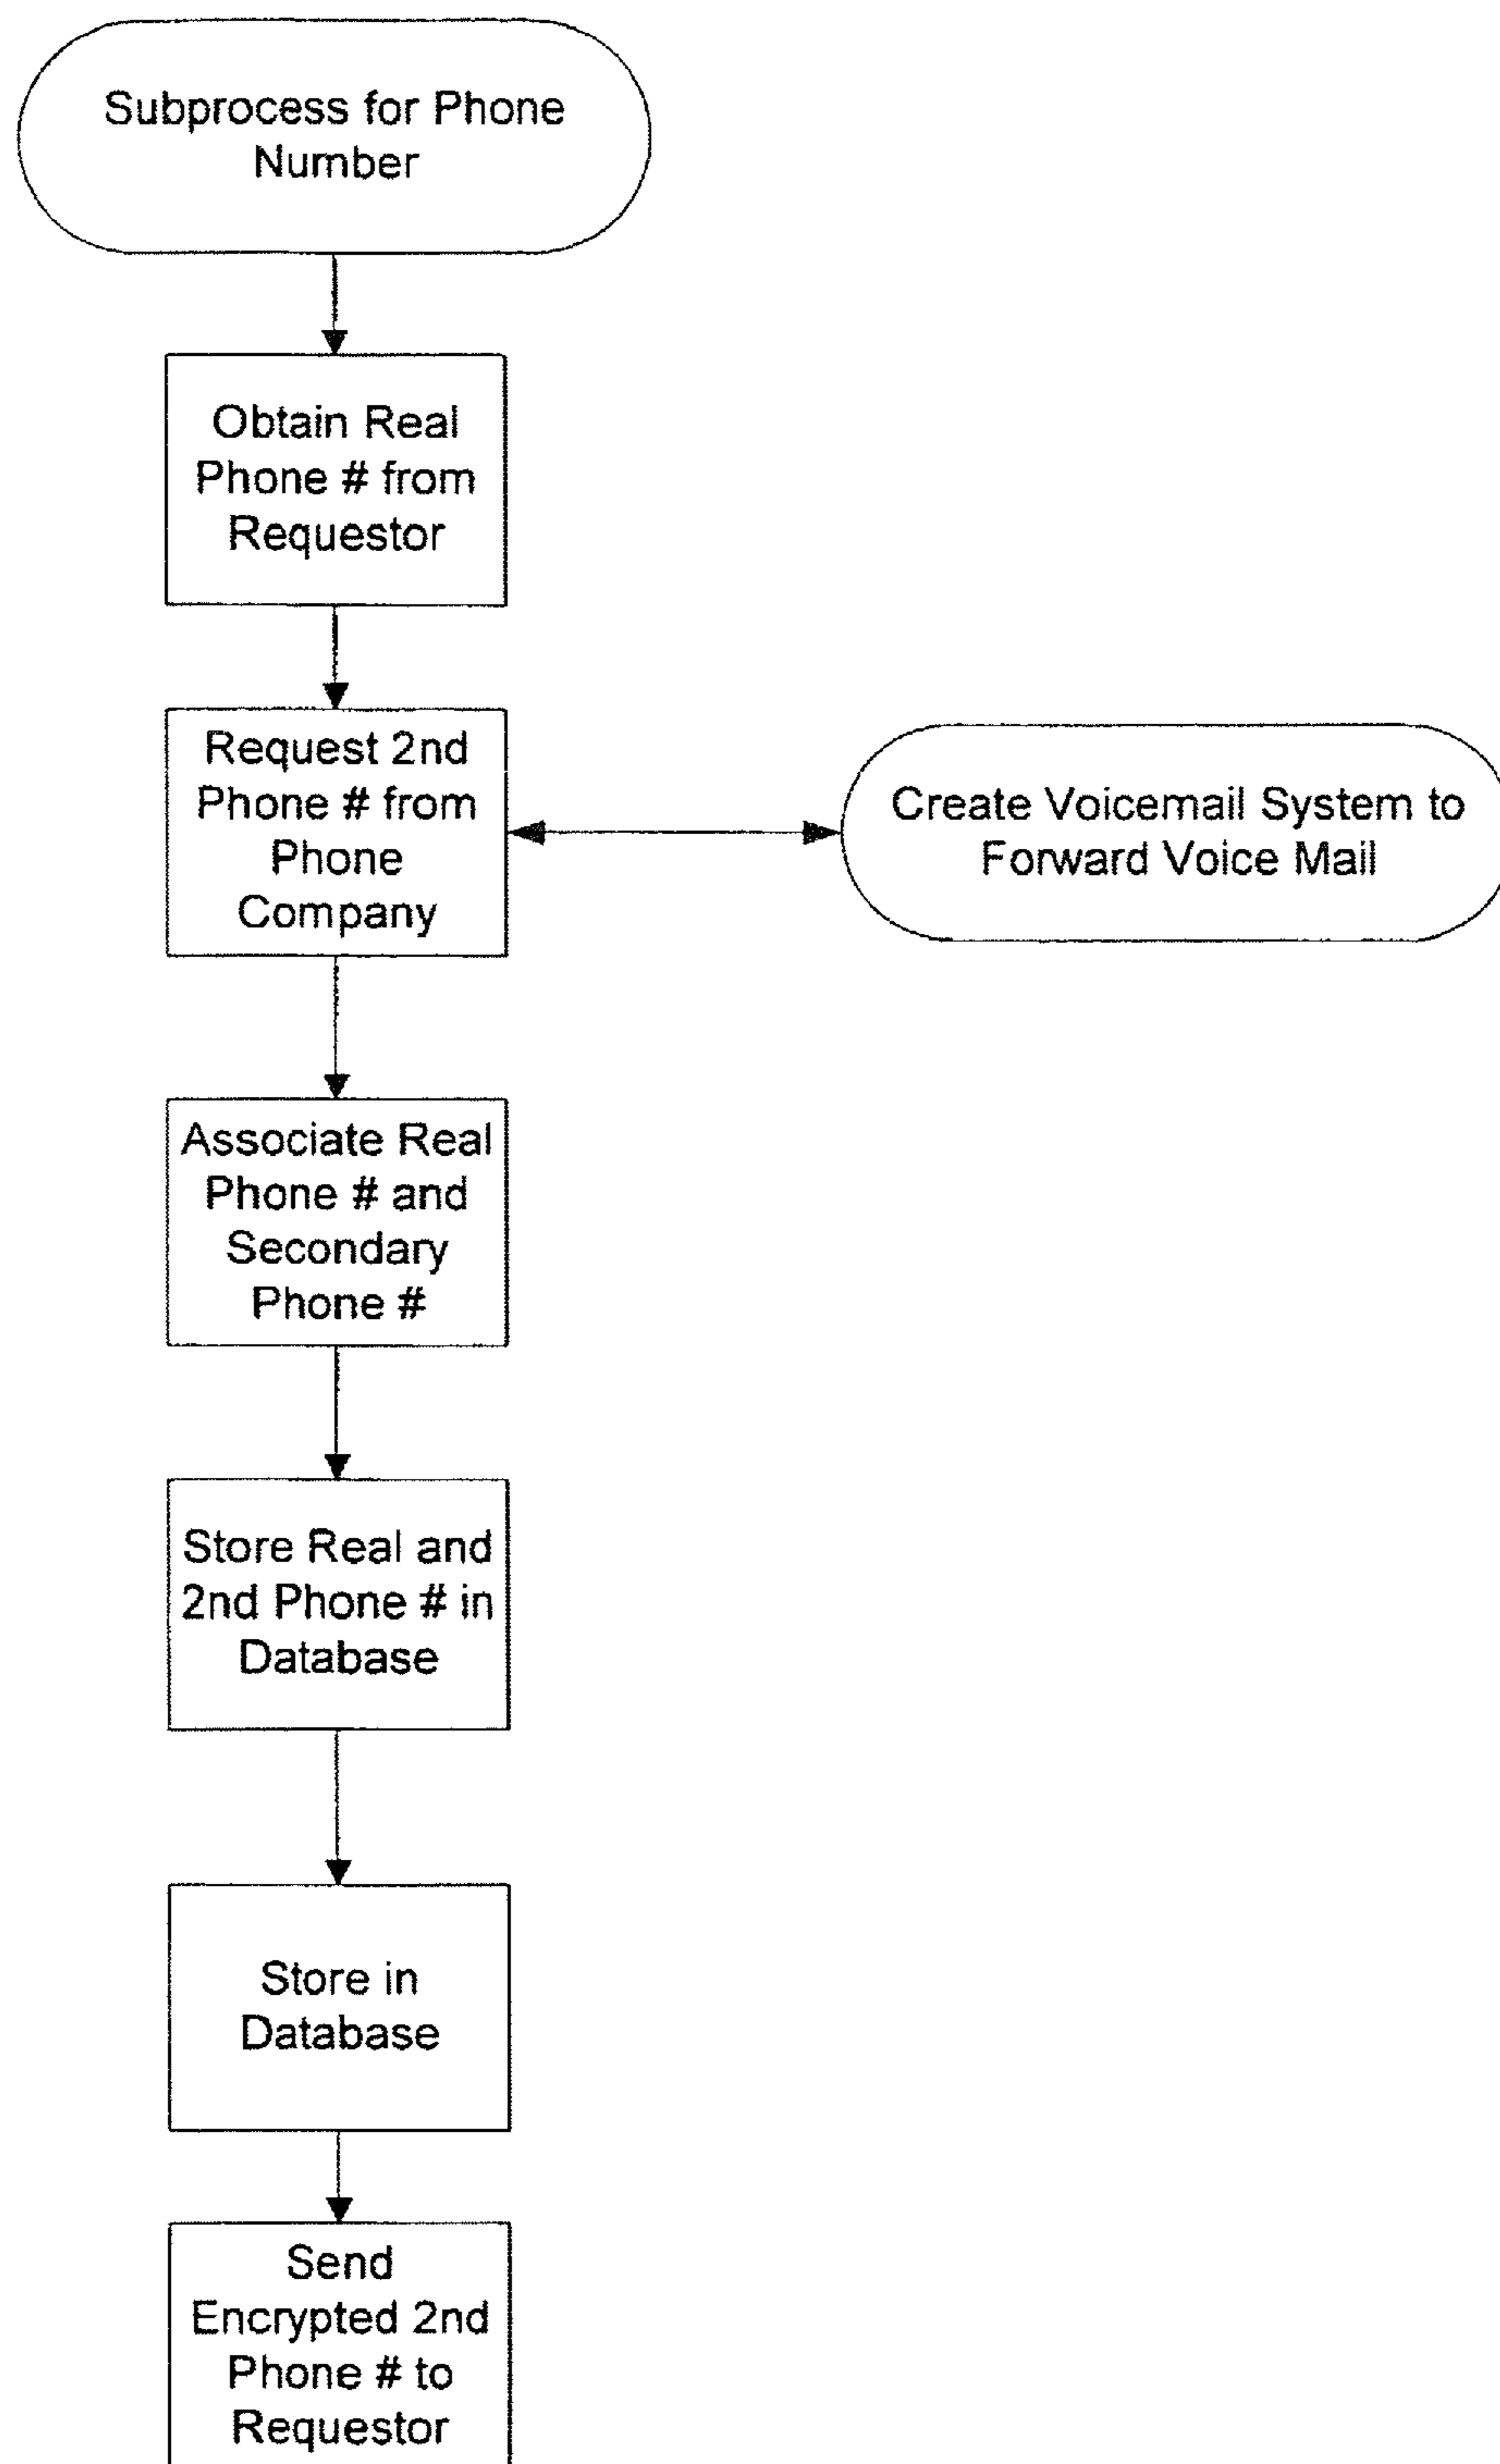 Subprocess for Phone
Number
Obtain Real
Phone # from
Requestor
Request 2nd
Phone # from
Phone
Company
Create Voicemail System to
Forward Voice Mail
Associate Real
Phone # and
Secondary
Phone #
Store Real and
2nd Phone # in
Database
Store in
Database
Send
Encrypted 2nd
Phone # to
Requestor